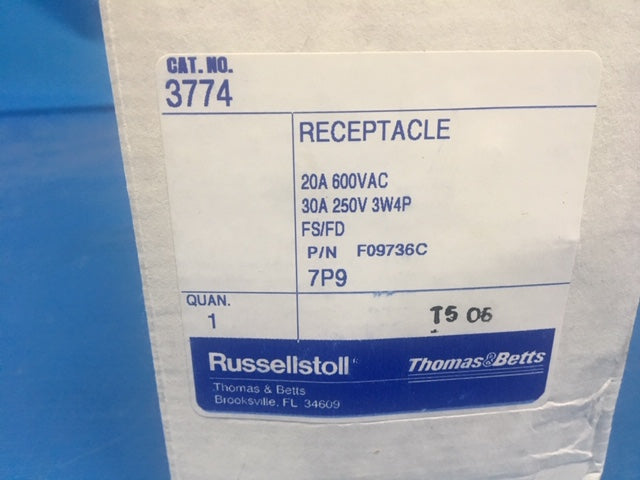 CAT. NO.
3774
RECEPTACLE
20A 600VAC
30A 250V 3W4P
FS/FD
P/N F09736C
7P9
QUAN.
1
T5 06
Russellstoll
Thomas&Betts
Thomas & Betts
Brooksville, FL 34609